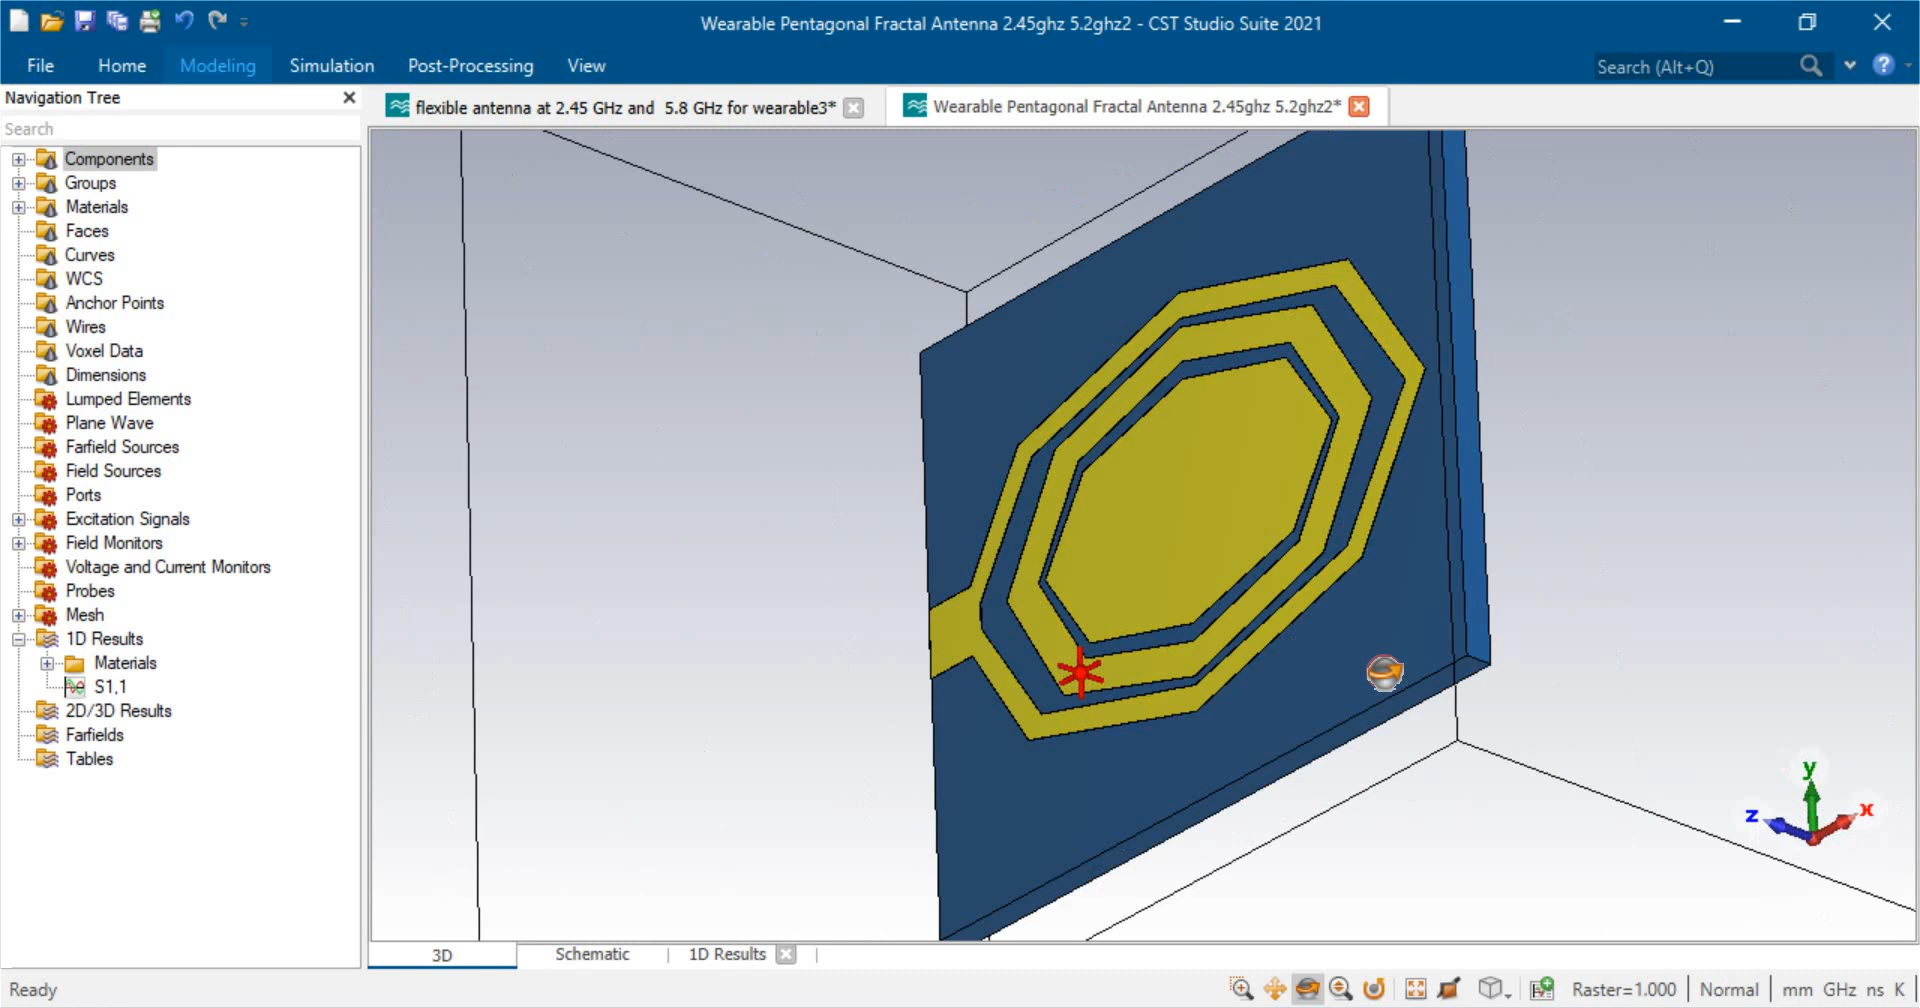 Wearable Pentagonal Fractal Antenna 2.45ghz 5.2ghz2 - CST Studio Suite 2021
File Home Modeling Simulation Post-Processing View Search (Alt+Q) ?
Navigation Tree
flexible antenna at 2.45 GHz and 5.8 GHz for wearable3*
Wearable Pentagonal Fractal Antenna 2.45ghz 5.2ghz2*
Search
Components
Groups
Materials
Faces
Curves
WCS
Anchor Points
Wires
Voxel Data
Dimensions
Lumped Elements
Plane Wave
Farfield Sources
Field Sources
Ports
Excitation Signals
Field Monitors
Voltage and Current Monitors
Probes
Mesh
1D Results
Materials
S1,1
2D/3D Results
Farfields
Tables
y
z
x
3D Schematic 1D Results
Ready Raster=1.000 Normal mm GHz ns K